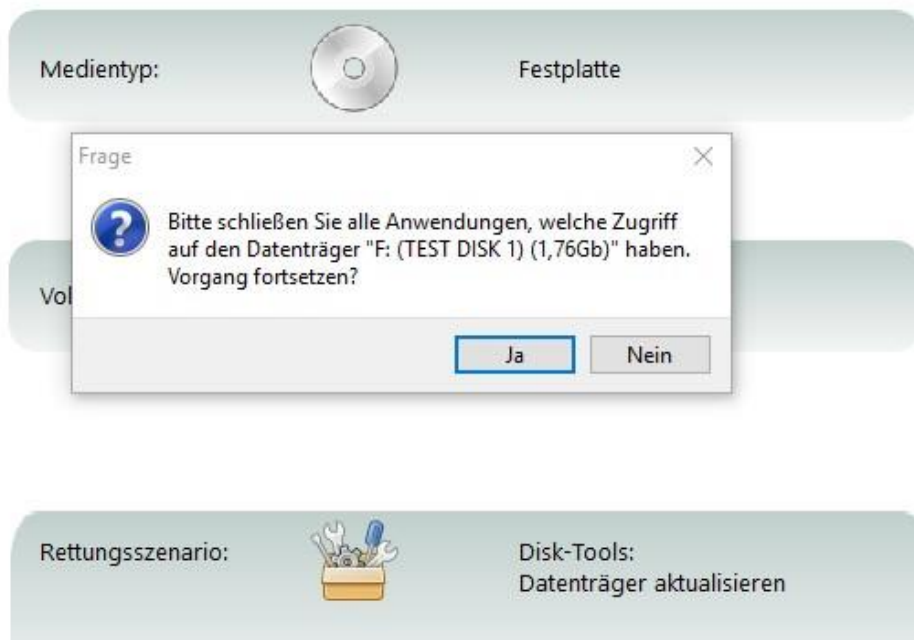 Medientyp:
Festplatte
Frage
Bitte schließen Sie alle Anwendungen, welche Zugriff
auf den Datenträger "F: (TEST DISK 1) (1,76Gb)" haben.
Vorgang fortsetzen?
Vol
Ja
Nein
Rettungsszenario:
Disk-Tools:
Datenträger aktualisieren